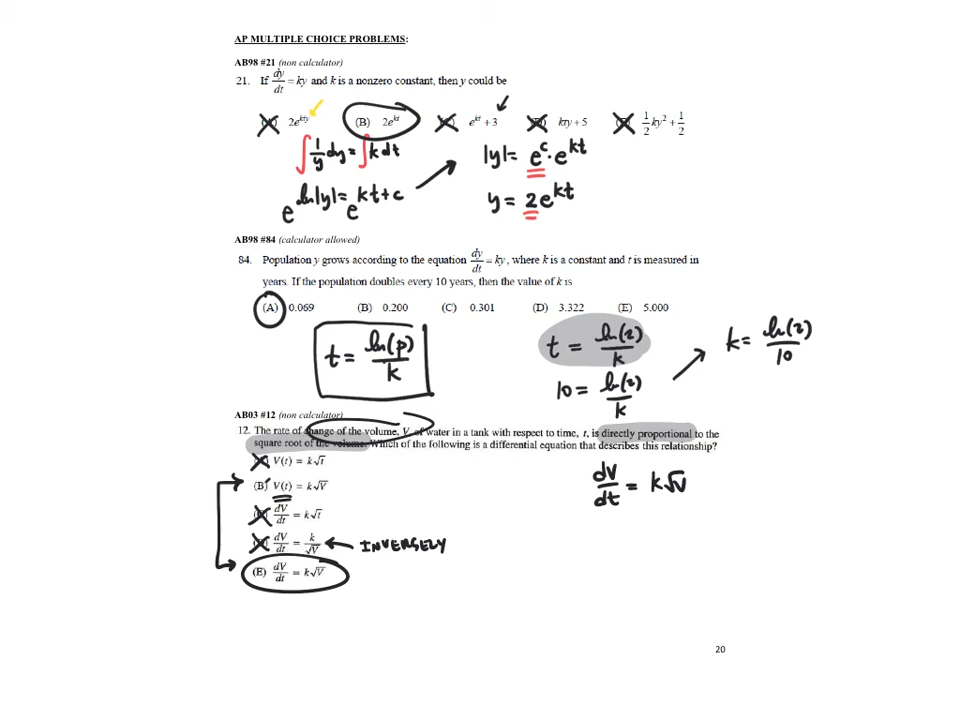 AP MULTIPLE CHOICE PROBLEMS:
AB98 #21 (non calculator)
21. If dy/dt = ky and k is a nonzero constant, then y could be
(A) 2e^kty (B) 2e^kt (C) e^kt + 3 (D) kty + 5 (E) 1/2 ky² + 1/2
∫ 1/y dy = ∫ k dt
|y| = e^c · e^kt
e^ln|y| = e^kt+c
y = 2e^kt
AB98 #84 (calculator allowed)
84. Population y grows according to the equation dy/dt = ky, where k is a constant and t is measured in
years. If the population doubles every 10 years, then the value of k is
(A) 0.069 (B) 0.200 (C) 0.301 (D) 3.322 (E) 5.000
t = ln(p)/k
t = ln(2)/k
k = ln(2)/10
10 = ln(2)/k
AB03 #12 (non calculator)
12. The rate of change of the volume, V, of water in a tank with respect to time, t, is directly proportional to the
square root of the volume. Which of the following is a differential equation that describes this relationship?
(A) V(t) = k√t
(B) V(t) = k√V
dV/dt = k√V
(C) dV/dt = k√t
(D) dV/dt = k/√V ← INVERSELY
(E) dV/dt = k√V
20